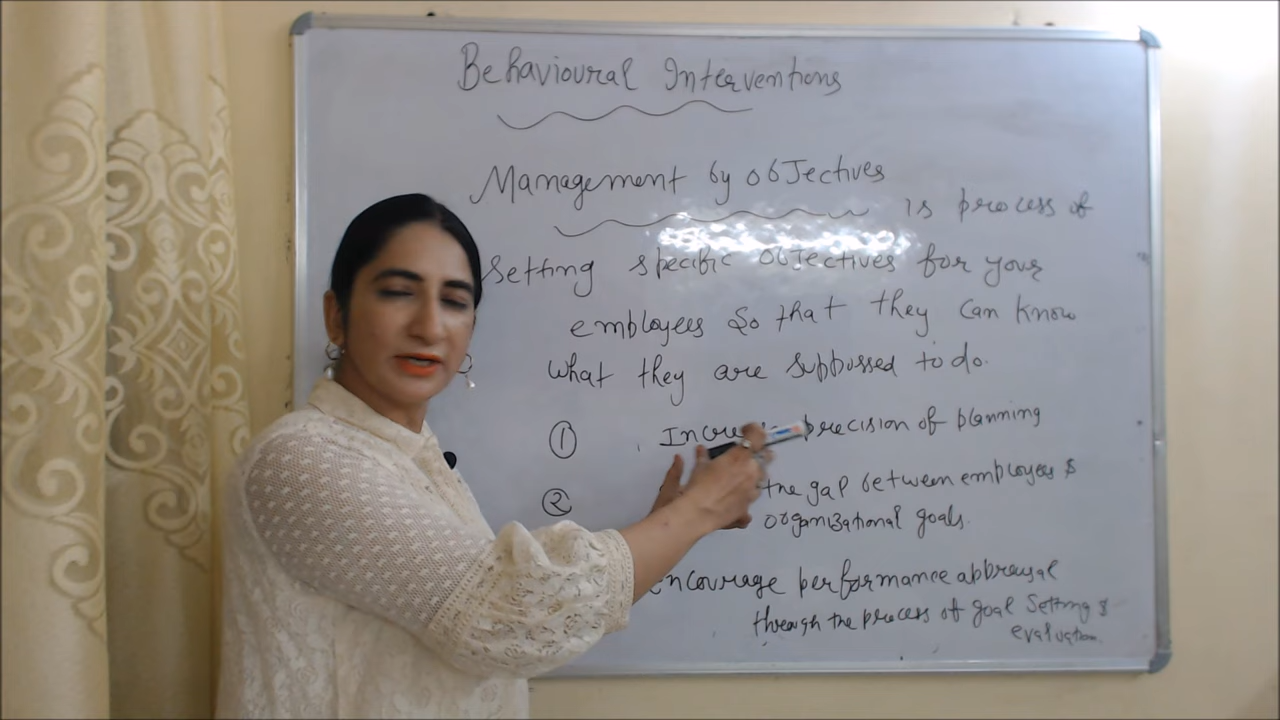 Behavioural Interventions
Management by Objectives
is process of
Setting specific objectives for your
employees So that they can know
what they are suppossed to do.
① precision of planning
② the gap between employees &
organizational goals.
encourage performance appraysal
through the process of goal Setting &
evaluation.